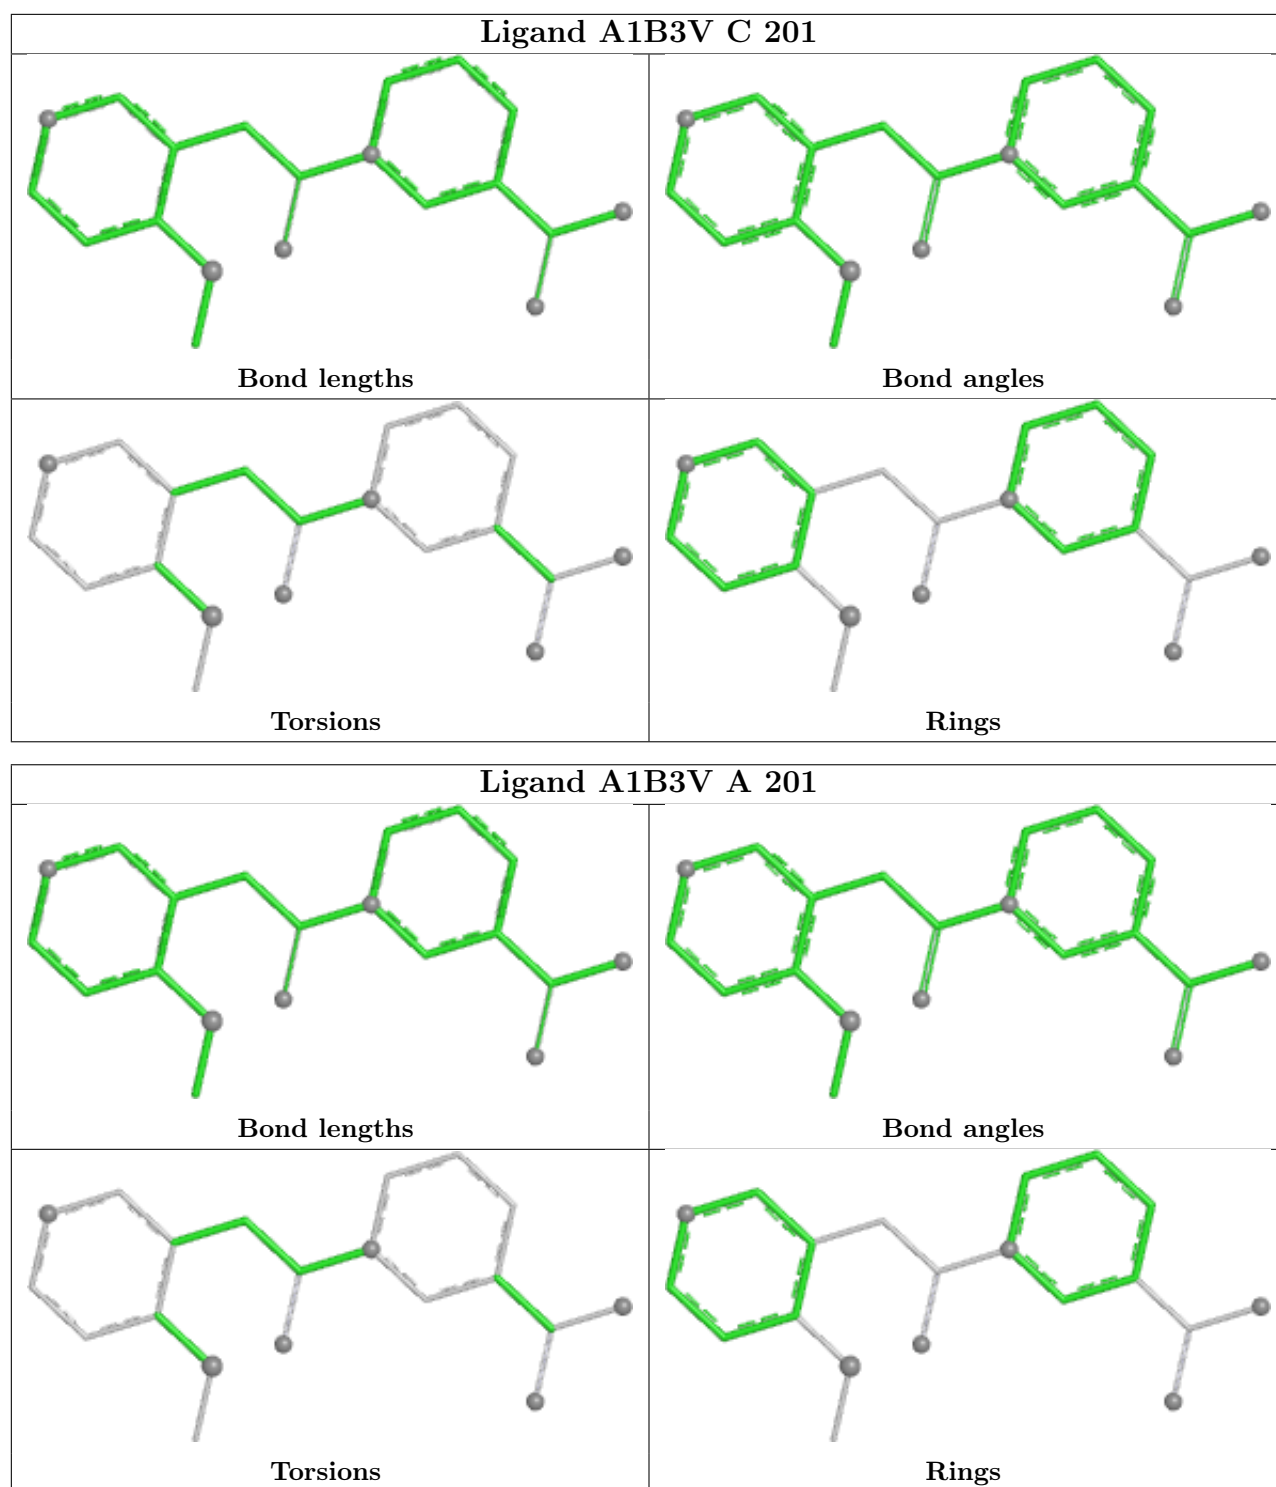 Ligand A1B3V C 201
Bond lengths
Bond angles
Torsions
Rings
Ligand A1B3V A 201
Bond lengths
Bond angles
Torsions
Rings